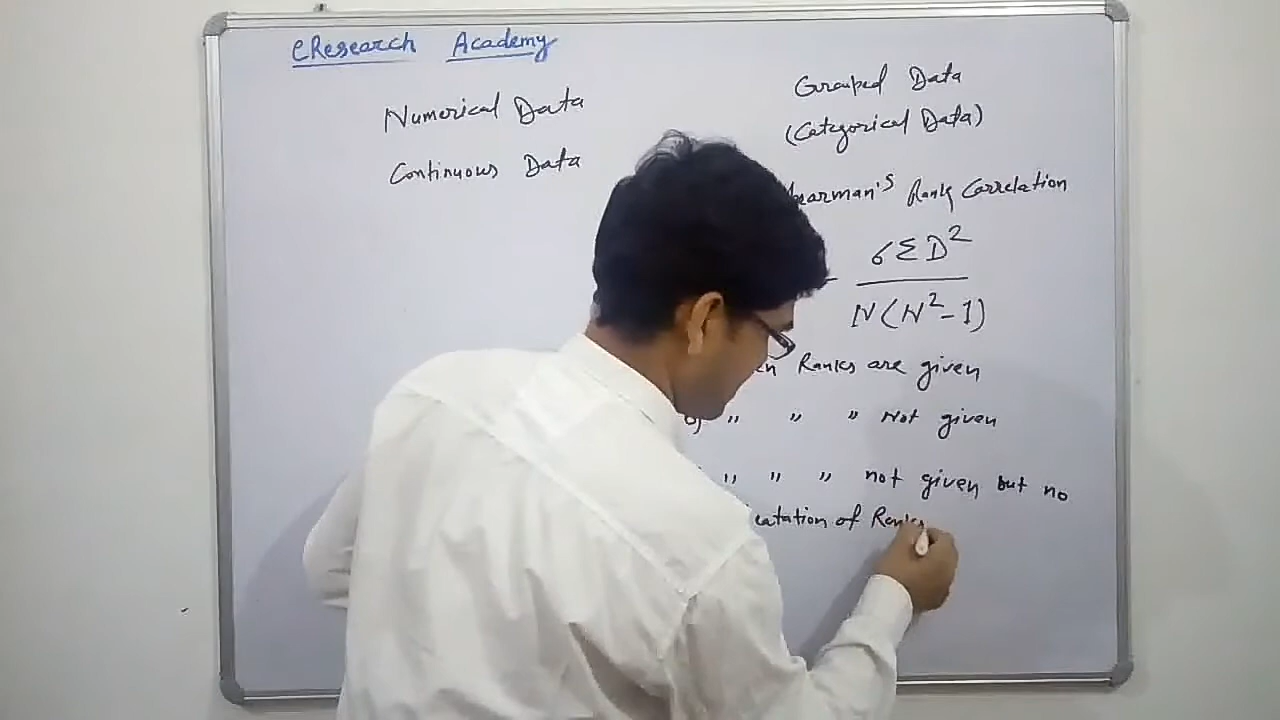 eResearch Academy
Numerical Data
Continuous Data
Grouped Data
(Categorical Data)
Rank Correlation
6ΣD²
N(N²-1)
Ranks are given
" " " Not given
" " " not given but no
of Ranks